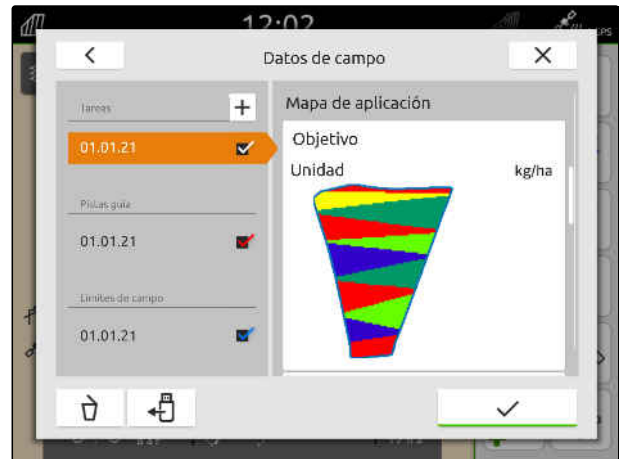 12:02
GPS
Datos de campo
Tareas
01.01.21
Pistas guía
01.01.21
Límites de campo
01.01.21
Mapa de aplicación
Objetivo
Unidad kg/ha